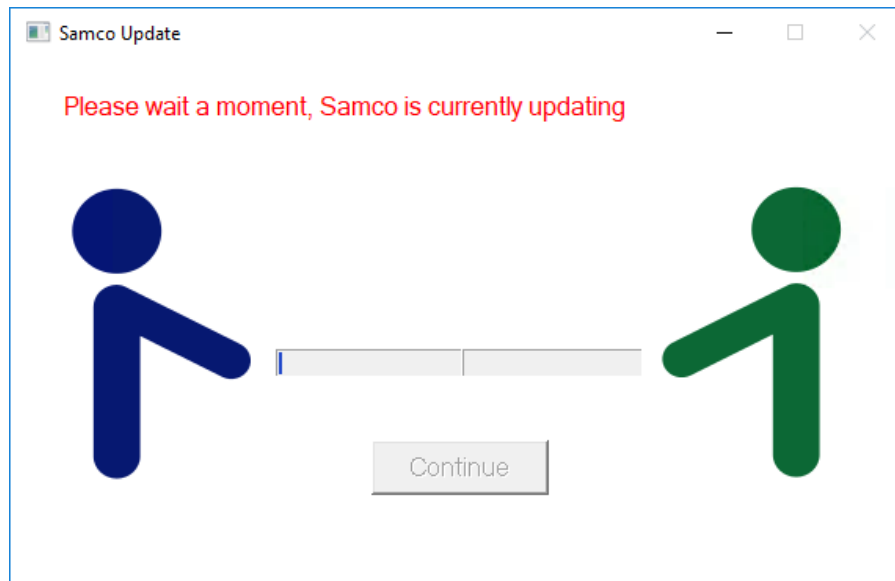 Samco Update
Please wait a moment, Samco is currently updating
Continue